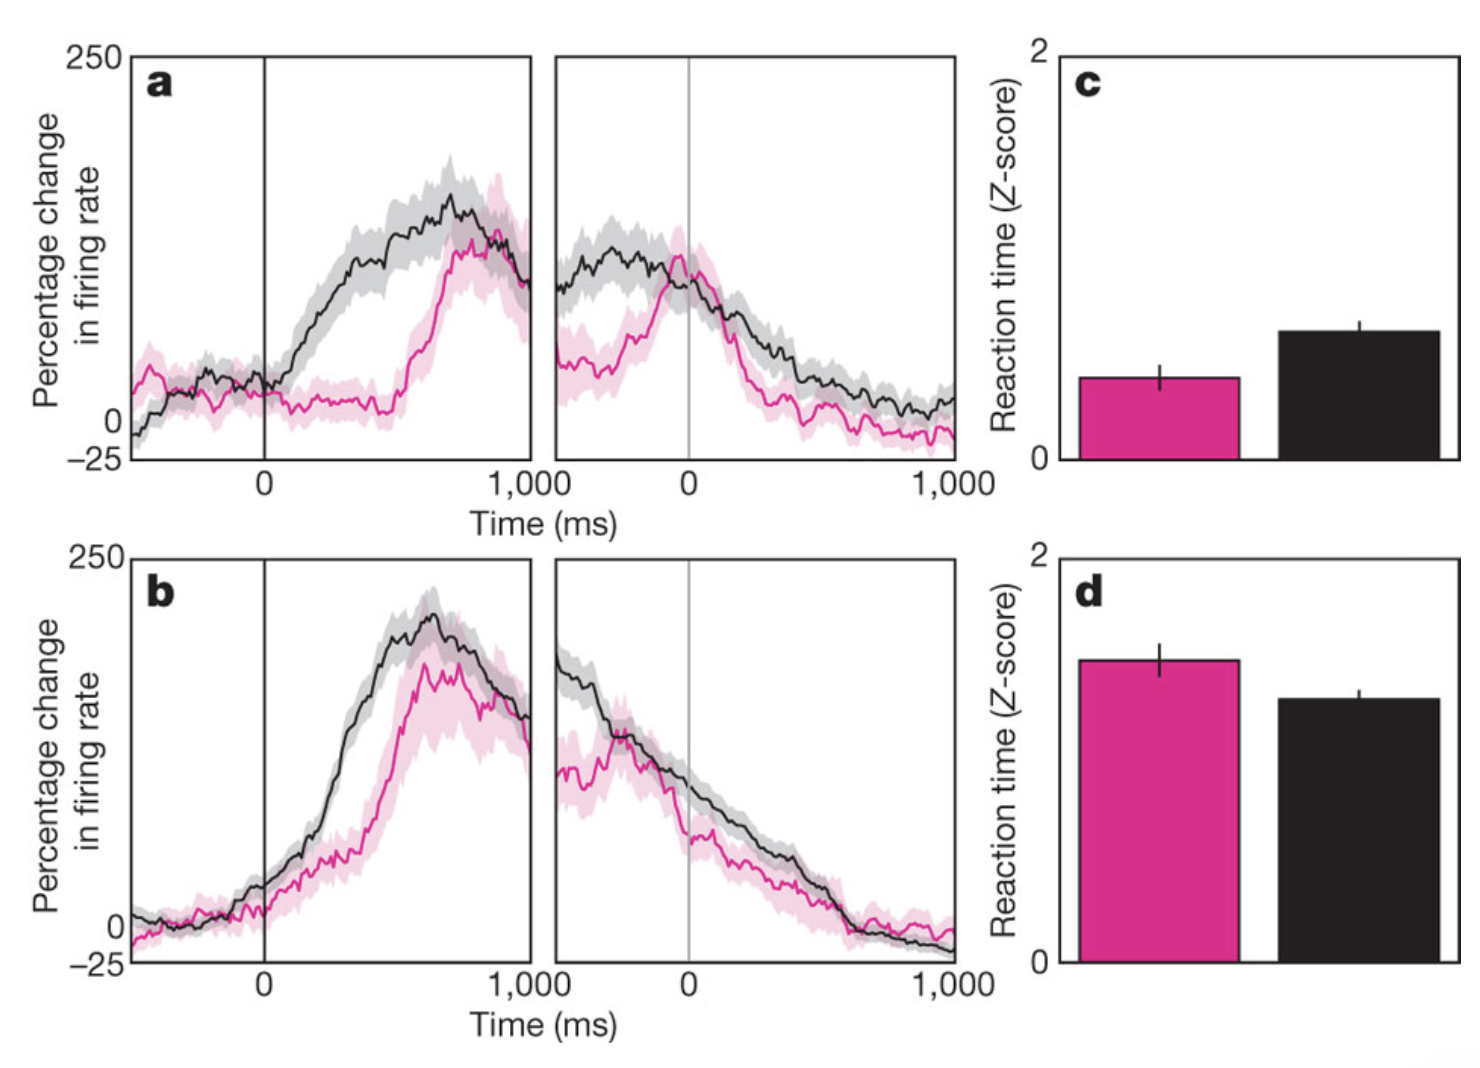 250
a
Percentage change
in firing rate
0
–25
0
1,000
0
1,000
Time (ms)
2
c
Reaction time (Z-score)
0
250
b
Percentage change
in firing rate
0
–25
0
1,000
0
1,000
Time (ms)
2
d
Reaction time (Z-score)
0